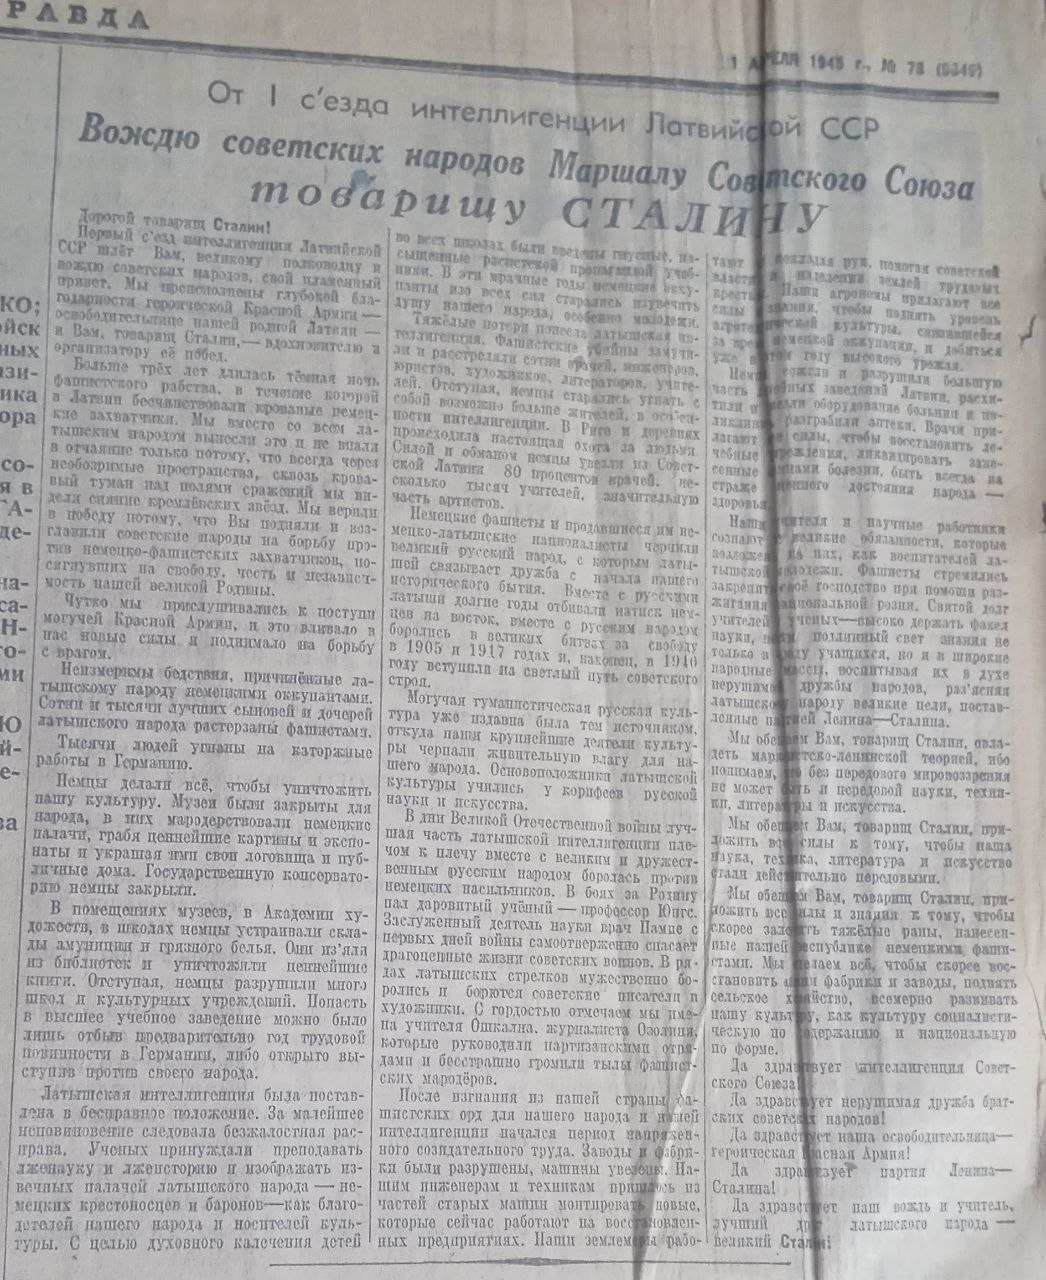 РАВДА
1 АПРЕЛЯ 1945 г., № 78 (9849)
От I с'езда интеллигенции Латвийской ССР
Вождю советских народов Маршалу Советского Союза
товарищу СТАЛИНУ
КО;
ойск
ных
изи-
ика
ора
со-
я в
ГА-
де-
на-
са-
Н-
го-
ми
Ю
й-
е-
ва
Дорогой товарищ Сталин!
Первый с'езд интеллигенции Латвийской
ССР шлёт Вам, великому полководцу и
вождю советских народов, свой пламенный
привет. Мы преисполнены глубокой бла-
годарности героической Красной Армии —
освободительнице нашей родной Латвии —
и Вам, товарищ Сталин,— вдохновителю и
организатору её побед.
Больше трёх лет длилась тёмная ночь
фашистского рабства, в течение которой
в Латвии бесчинствовали кровавые немец-
кие захватчики. Мы вместе со всем ла-
тышским народом вынесли это и не впали
в отчаяние только потому, что всегда через
необозримые пространства, сквозь крова-
вый туман над полями сражений мы ви-
дели сияние кремлёвских звёзд. Мы верили
в победу потому, что Вы подняли и воз-
главили советские народы на борьбу про-
тив немецко-фашистских захватчиков, по-
сягнувших на свободу, честь и независи-
мость нашей великой Родины.
Чутко мы прислушивались к поступи
могучей Красной Армии, и это вливало в
нас новые силы и поднимало на борьбу
с врагом.
Неизмеримы бедствия, причинённые ла-
тышскому народу немецкими оккупантами.
Сотни и тысячи лучших сыновей и дочерей
латышского народа растерзаны фашистами.
Тысячи людей угнаны на каторжные
работы в Германию.
Немцы делали всё, чтобы уничтожить
нашу культуру. Музеи были закрыты для
народа, в них мародерствовали немецкие
палачи, грабя ценнейшие картины и экспо-
наты и украшая ими свои логовища и пуб-
личные дома. Государственную консервато-
рию немцы закрыли.
В помещениях музеев, в Академии ху-
дожеств, в школах немцы устраивали скла-
ды амуниции и грязного белья. Они из'яли
из библиотек и уничтожили ценнейшие
книги. Отступая, немцы разрушили много
школ и культурных учреждений. Попасть
в высшее учебное заведение можно было
лишь отбыв предварительно год трудовой
повинности в Германии, либо открыто вы-
ступив против своего народа.
Латышская интеллигенция была постав-
лена в бесправное положение. За малейшее
неповиновение следовала безжалостная рас-
права. Ученых принуждали преподавать
лженауку и лжеисторию и изображать из-
вечных палачей латышского народа — не-
мецких крестоносцев и баронов—как благо-
детелей нашего народа и носителей куль-
туры. С целью духовного калечения детей
во всех школах были введены гнусные, на-
сыщенные расистской пропагандой учеб-
ники. В эти мрачные годы немецкие окку-
панты изо всех сил старались изувечить
душу нашего народа, особенно молодежи.
Тяжёлые потери понесла латышская ин-
теллигенция. Фашистские убийцы замучи-
ли и расстреляли сотни врачей, инженеров,
юристов, художников, литераторов, учите-
лей. Отступая, немцы старались угнать с
собой возможно больше жителей, в особен-
ности интеллигенции. В Риге и деревнях
происходила настоящая охота за людьми.
Силой и обманом немцы увезли из Совет-
ской Латвии 80 процентов врачей, не-
сколько тысяч учителей, значительную
часть артистов.
Немецкие фашисты и продавшиеся им не-
мецко-латышские националисты чернили
великий русский народ, с которым латы-
шей связывает дружба с начала нашего
исторического бытия. Вместе с русскими
латыши долгие годы отбивали натиск нем-
цев на восток, вместе с русским народом
боролись в великих битвах за свободу
в 1905 и 1917 годах и, наконец, в 1940
году вступили на светлый путь советского
строя.
Могучая гуманистическая русская куль-
тура уже издавна была тем источником,
откуда наши крупнейшие деятели культу-
ры черпали живительную влагу для на-
шего народа. Основоположники латышской
культуры учились у корифеев русской
науки и искусства.
В дни Великой Отечественной войны луч-
шая часть латышской интеллигенции пле-
чом к плечу вместе с великим и дружест-
венным русским народом боролась против
немецких насильников. В боях за Родину
пал даровитый учёный — профессор Юргс.
Заслуженный деятель науки врач Пампе с
первых дней войны самоотверженно спасает
драгоценные жизни советских воинов. В ря-
дах латышских стрелков мужественно бо-
ролись и борются советские писатели и
художники. С гордостью отмечаем мы име-
на учителя Ошкална, журналиста Озолиня,
которые руководили партизанскими отря-
дами и бесстрашно громили тылы фашист-
ских мародёров.
После изгнания из нашей страны фа-
шистских орд для нашего народа и нашей
интеллигенции начался период напряжен-
ного созидательного труда. Заводы и фабри-
ки были разрушены, машины увезены. На-
шим инженерам и техникам пришлось из
частей старых машин монтировать новые,
которые сейчас работают на восстановлен-
ных предприятиях. Наши землемеры рабо-
тают не покладая рук, помогая советской
власти в наделении землей трудовых
крестьян. Наши агрономы прилагают все
силы и знания, чтобы поднять уровень
агротехнической культуры, снизившейся
за время немецкой оккупации, и добиться
уже в этом году высокого урожая.
Немцы сожгли и разрушили большую
часть учебных заведений Латвии, расхи-
тили и увезли оборудование больниц и по-
ликлиник, разграбили аптеки. Врачи при-
лагают все силы, чтобы восстановить ле-
чебные учреждения, ликвидировать зане-
сенные немцами болезни, быть всегда на
страже ценного достояния народа —
здоровья.
Наши учителя и научные работники
сознают великие обязанности, которые
возложены на них, как воспитателей ла-
тышской молодежи. Фашисты стремились
закрепить своё господство при помощи раз-
жигания национальной розни. Святой долг
учителей и ученых—высоко держать факел
науки, нести подлинный свет знания не
только в среду учащихся, но и в широкие
народные массы, воспитывая их в духе
нерушимой дружбы народов, раз'ясняя
латышскому народу великие цели, постав-
ленные партией Ленина—Сталина.
Мы обещаем Вам, товарищ Сталин, овла-
деть марксистско-ленинской теорией, ибо
понимаем, что без передового мировоззрения
не может быть и передовой науки, техни-
ки, литературы и искусства.
Мы обещаем Вам, товарищ Сталин, при-
ложить все силы к тому, чтобы наша
наука, техника, литература и искусство
стали действительно передовыми.
Мы обещаем Вам, товарищ Сталин, при-
ложить все силы и знания к тому, чтобы
скорее залечить тяжёлые раны, нанесен-
ные нашей республике немецкими фаши-
стами. Мы сделаем всё, чтобы скорее вос-
становить наши фабрики и заводы, поднять
сельское хозяйство, всемерно развивать
нашу культуру, как культуру социалисти-
ческую по содержанию и национальную
по форме.
Да здравствует интеллигенция Совет-
ского Союза!
Да здравствует нерушимая дружба брат-
ских советских народов!
Да здравствует наша освободительница—
героическая Красная Армия!
Да здравствует партия Ленина—
Сталина!
Да здравствует наш вождь и учитель,
лучший друг латышского народа —
великий Сталин!